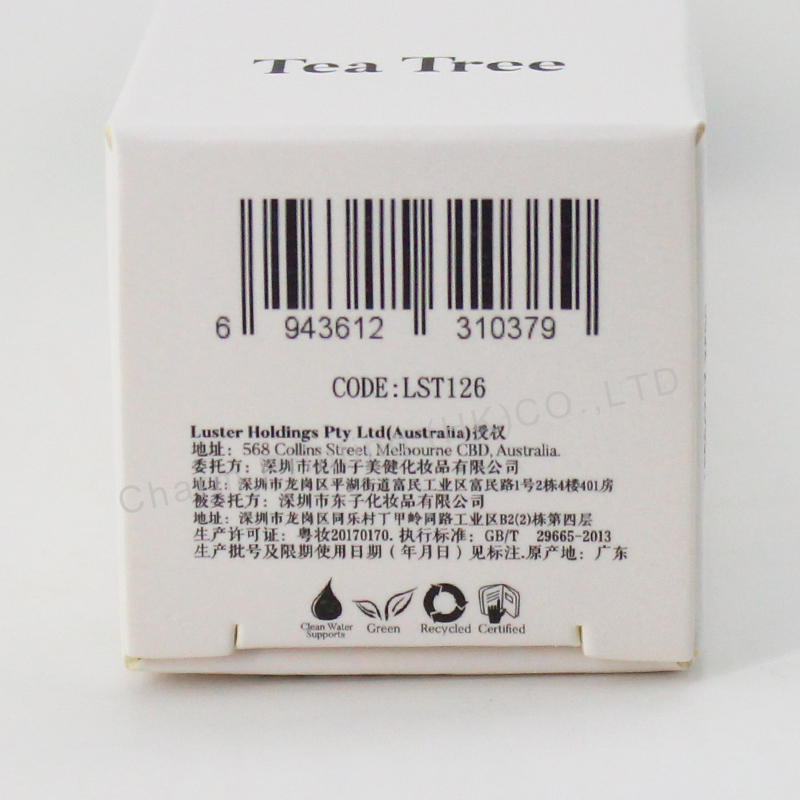 Tea Tree
6 943612 310379
CODE:LST126
Luster Holdings Pty Ltd(Australia)授权
地址: 568 Collins Street, Melbourne CBD, Australia.
委托方: 深圳市悦仙子美健化妆品有限公司
地址: 深圳市龙岗区平湖街道富民工业区富民路1号2栋4楼401房
被委托方: 深圳市东子化妆品有限公司
地址: 深圳市龙岗区同乐村丁甲岭同路工业区B2(2)栋第四层
生产许可证: 粤妆20170170. 执行标准: GB/T 29665-2013
生产批号及限期使用日期 (年月日) 见标注.原产地: 广东
Clean Water Supports
Green
Recycled
Certified
CO.,LTD